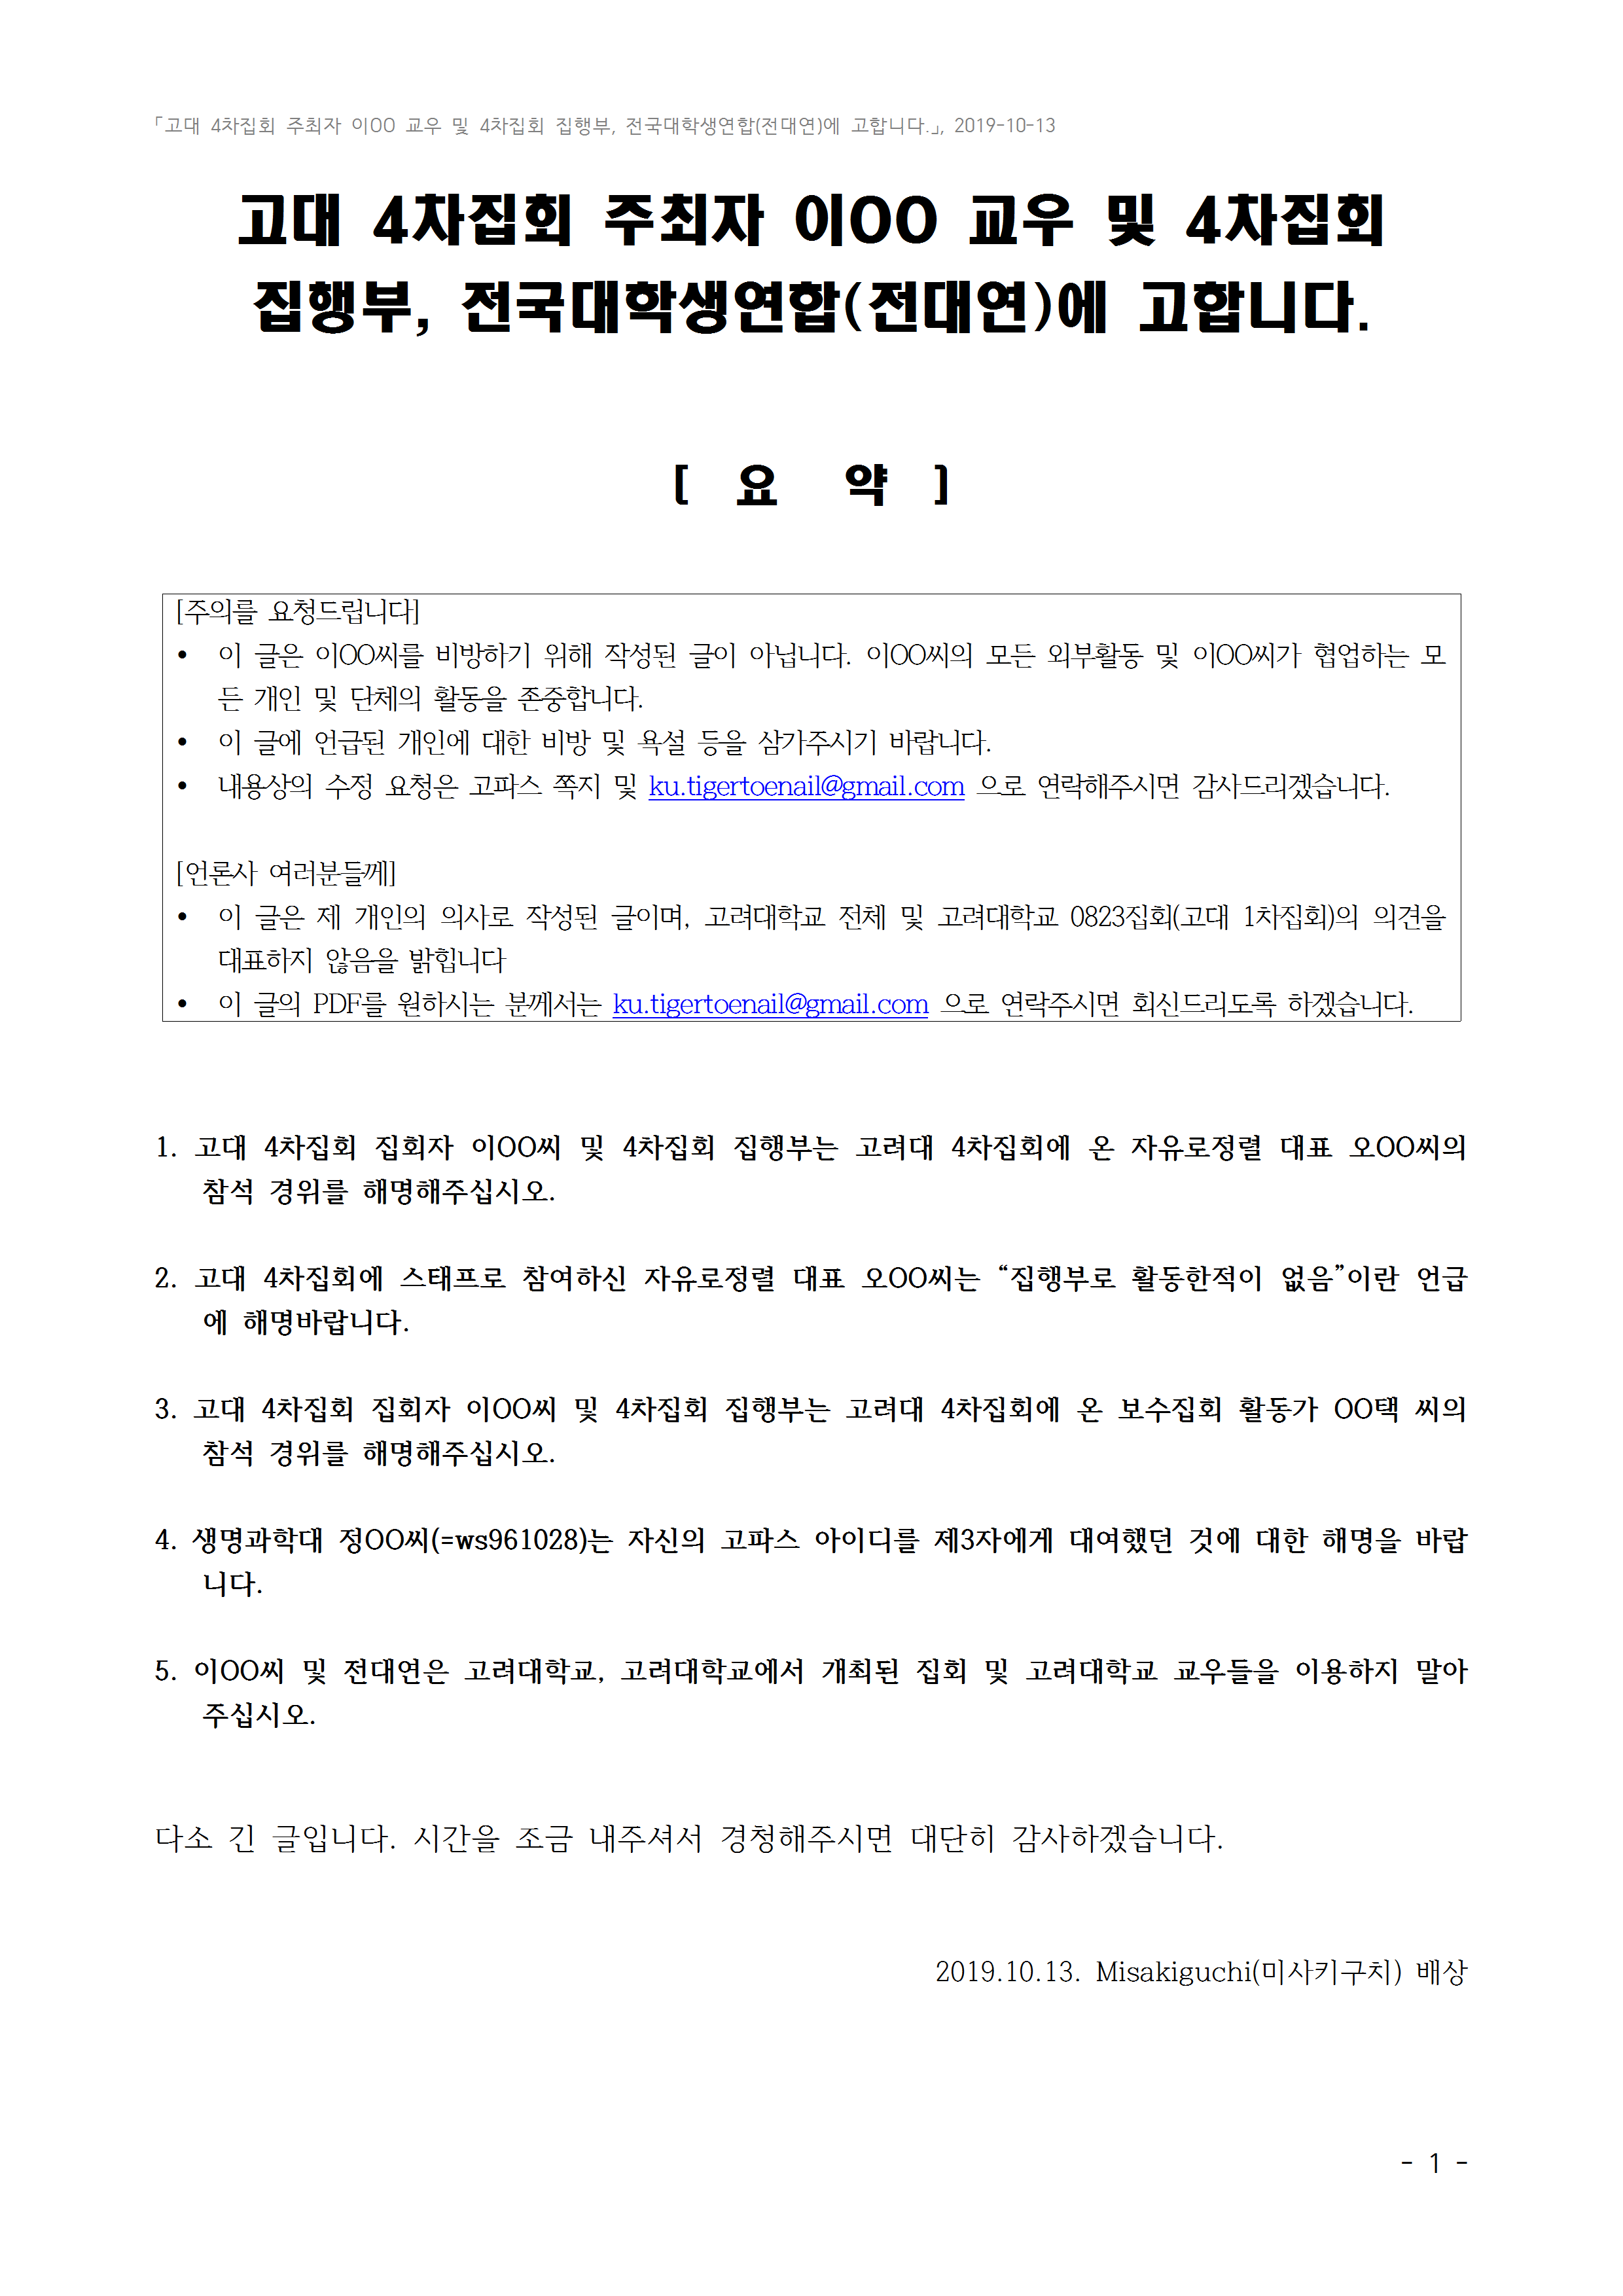 「고대 4차집회 주최자 이OO 교우 및 4차집회 집행부, 전국대학생연합(전대연)에 고합니다.」, 2019-10-13
고대 4차집회 주최자 이OO 교우 및 4차집회
집행부, 전국대학생연합(전대연)에 고합니다.
[ 요 약 ]
[주의를 요청드립니다]
• 이 글은 이OO씨를 비방하기 위해 작성된 글이 아닙니다. 이OO씨의 모든 외부활동 및 이OO씨가 협업하는 모
든 개인 및 단체의 활동을 존중합니다.
• 이 글에 언급된 개인에 대한 비방 및 욕설 등을 삼가주시기 바랍니다.
• 내용상의 수정 요청은 고파스 쪽지 및 ku.tigertoenail@gmail.com 으로 연락해주시면 감사드리겠습니다.
[언론사 여러분들께]
• 이 글은 제 개인의 의사로 작성된 글이며, 고려대학교 전체 및 고려대학교 0823집회(고대 1차집회)의 의견을
대표하지 않음을 밝힙니다
• 이 글의 PDF를 원하시는 분께서는 ku.tigertoenail@gmail.com 으로 연락주시면 회신드리도록 하겠습니다.
1. 고대 4차집회 집회자 이OO씨 및 4차집회 집행부는 고려대 4차집회에 온 자유로정렬 대표 오OO씨의
참석 경위를 해명해주십시오.
2. 고대 4차집회에 스태프로 참여하신 자유로정렬 대표 오OO씨는 “집행부로 활동한적이 없음”이란 언급
에 해명바랍니다.
3. 고대 4차집회 집회자 이OO씨 및 4차집회 집행부는 고려대 4차집회에 온 보수집회 활동가 OO택 씨의
참석 경위를 해명해주십시오.
4. 생명과학대 정OO씨(=ws961028)는 자신의 고파스 아이디를 제3자에게 대여했던 것에 대한 해명을 바랍
니다.
5. 이OO씨 및 전대연은 고려대학교, 고려대학교에서 개최된 집회 및 고려대학교 교우들을 이용하지 말아
주십시오.
다소 긴 글입니다. 시간을 조금 내주셔서 경청해주시면 대단히 감사하겠습니다.
2019.10.13. Misakiguchi(미사키구치) 배상
- 1 -